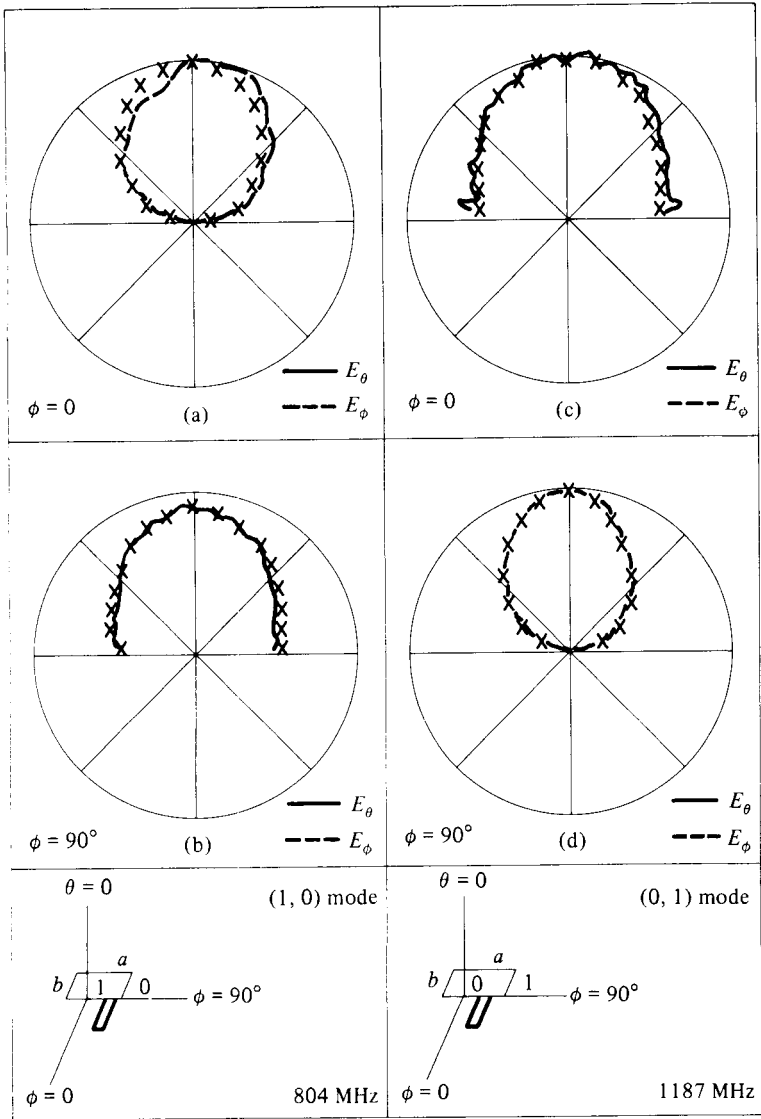 E_θ
φ = 0
(a)
E_φ
E_θ
φ = 0
(c)
E_φ
E_θ
φ = 90°
(b)
E_φ
E_θ
φ = 90°
(d)
E_φ
θ = 0
(1, 0) mode
a
b
1
0
φ = 90°
φ = 0
804 MHz
θ = 0
(0, 1) mode
a
b
0
1
φ = 90°
φ = 0
1187 MHz